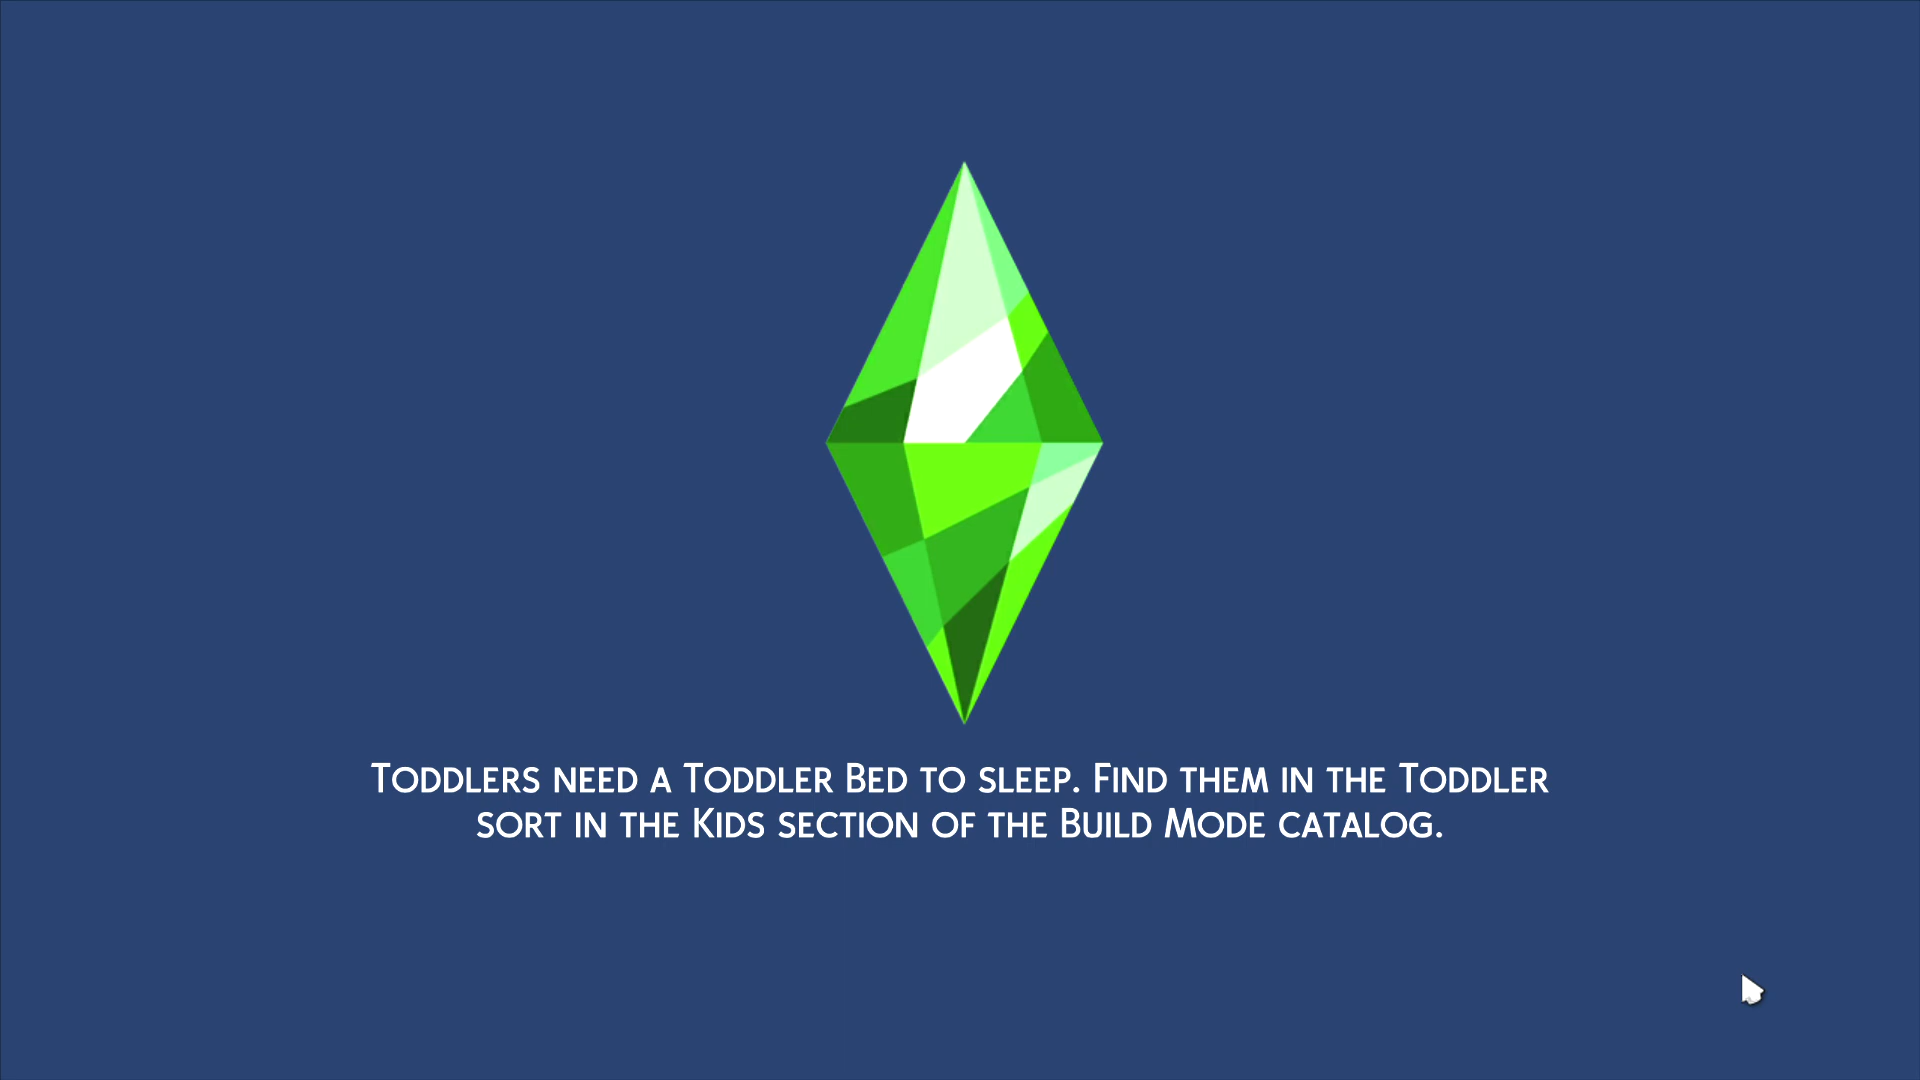 Toddlers need a Toddler Bed to sleep. Find them in the Toddler
sort in the Kids section of the Build Mode catalog.